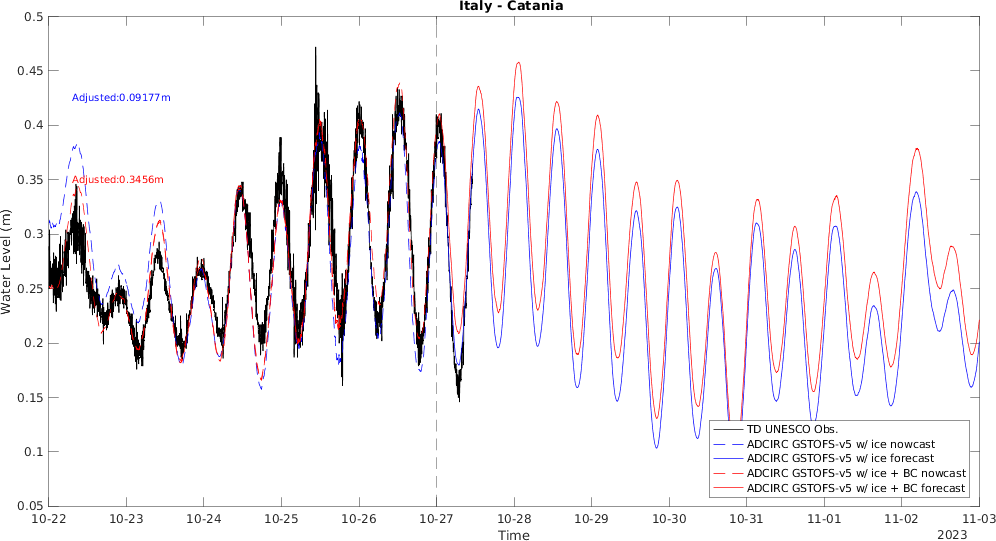 Italy - Catania
0.5
0.45
0.4
0.35
0.3
0.25
0.2
0.15
0.1
0.05
Water Level (m)
Adjusted:0.09177m
Adjusted:0.3456m
TD UNESCO Obs.
ADCIRC GSTOFS-v5 w/ ice nowcast
ADCIRC GSTOFS-v5 w/ ice forecast
ADCIRC GSTOFS-v5 w/ ice + BC nowcast
ADCIRC GSTOFS-v5 w/ ice + BC forecast
10-22 10-23 10-24 10-25 10-26 10-27 10-28 10-29 10-30 10-31 11-01 11-02 11-03
Time
2023